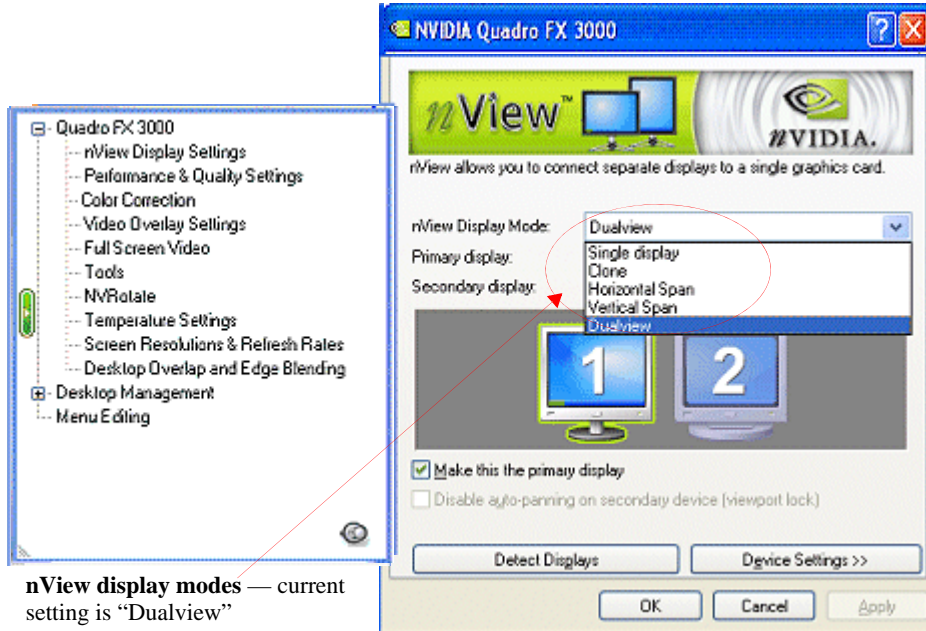 NVIDIA Quadro FX 3000
nView™
NVIDIA.
nView allows you to connect separate displays to a single graphics card.
Quadro FX 3000
nView Display Settings
Performance & Quality Settings
Color Correction
Video Overlay Settings
Full Screen Video
Tools
NVRotate
Temperature Settings
Screen Resolutions & Refresh Rates
Desktop Overlap and Edge Blending
Desktop Management
Menu Editing
nView Display Mode: Dualview
Primary display:
Secondary display:
Single display
Clone
Horizontal Span
Vertical Span
Dualview
1 2
Make this the primary display
Disable auto-panning on secondary device (viewport lock)
Detect Displays Device Settings >>
OK Cancel Apply
nView display modes — current
setting is “Dualview”